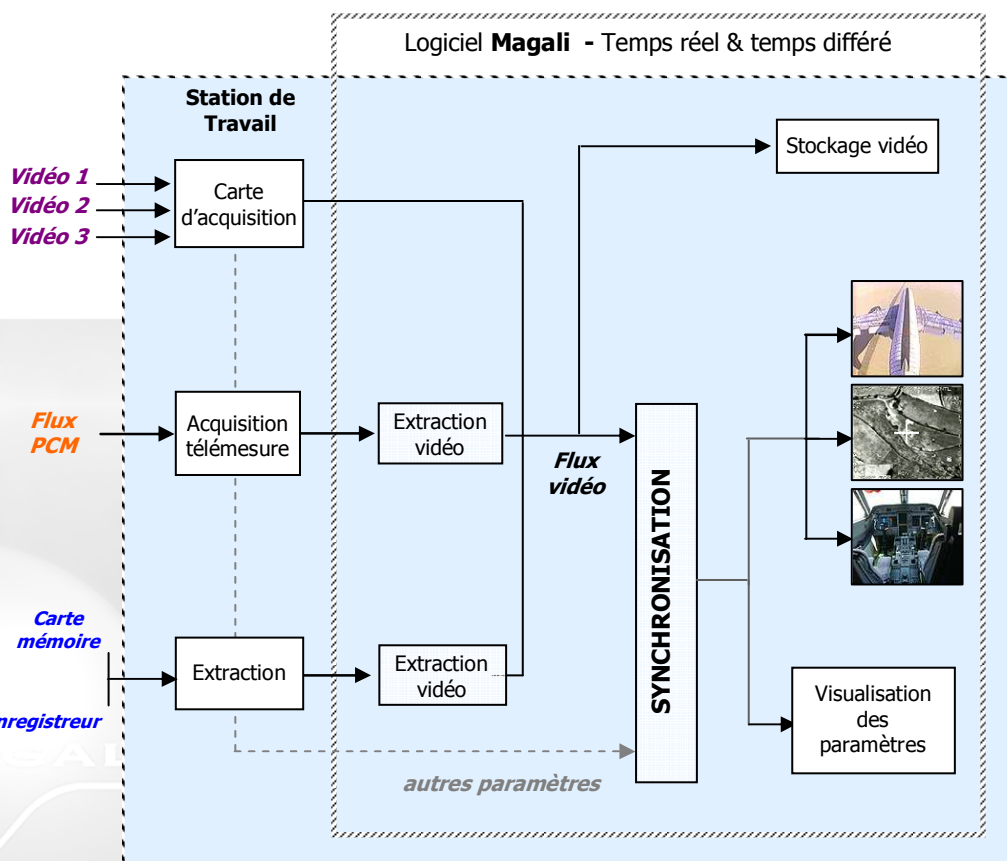 Logiciel Magali - Temps réel & temps différé
Station de
Travail
Stockage vidéo
Vidéo 1
Vidéo 2
Vidéo 3
Carte
d'acquisition
Flux
PCM
Acquisition
télémesure
Extraction
vidéo
Flux
vidéo
SYNCHRONISATION
Carte
mémoire
nregistreur
Extraction
Extraction
vidéo
Visualisation
des
paramètres
autres paramètres
GAL